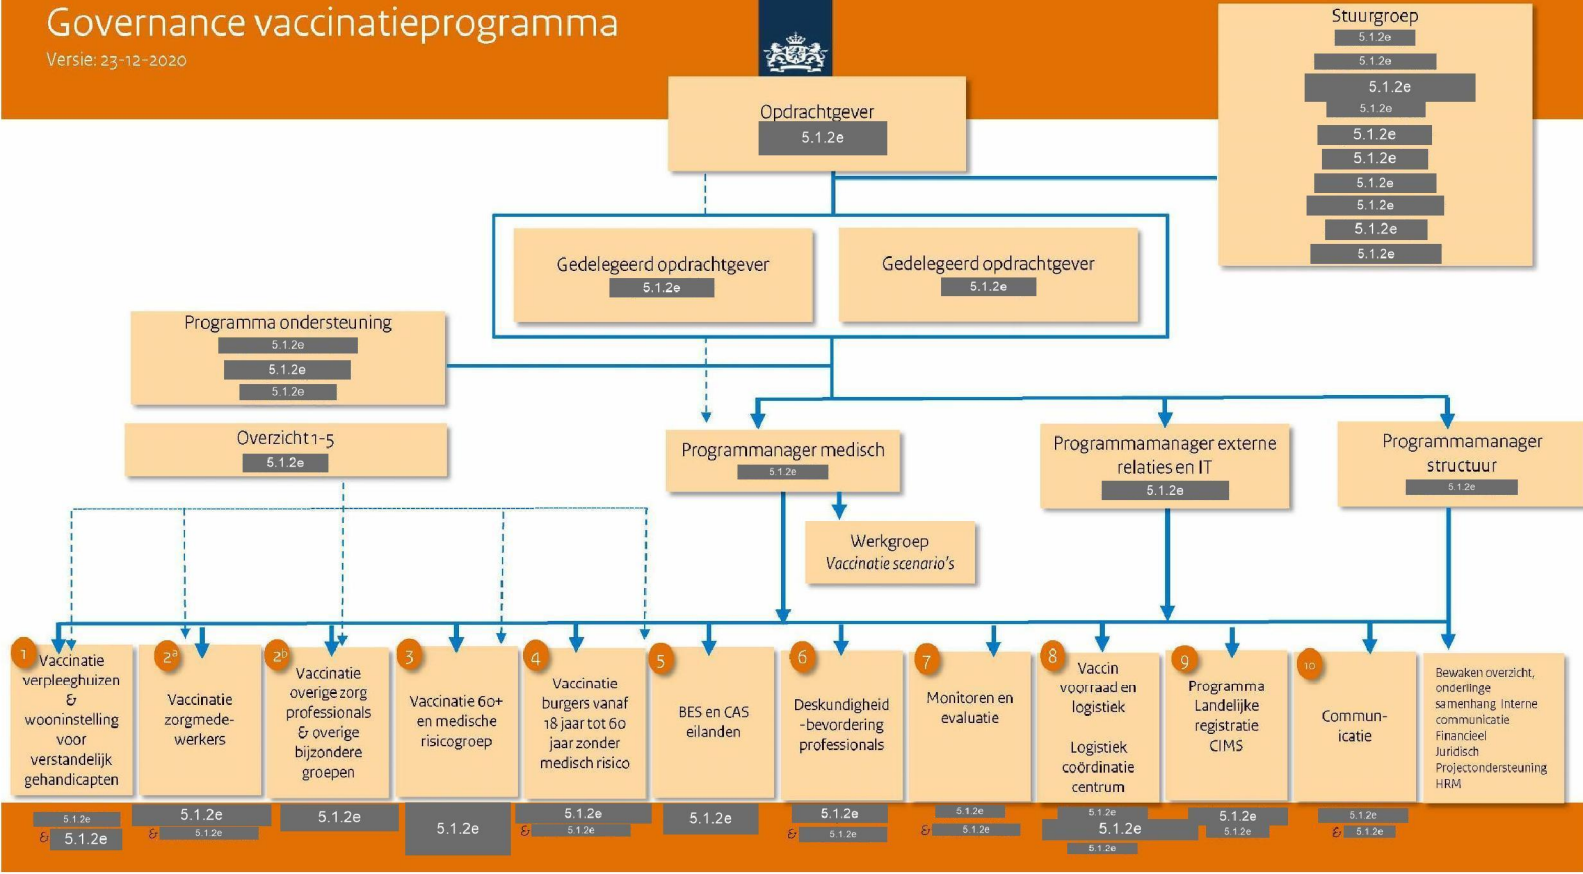 Governance vaccinatieprogramma
Versie: 23-12-2020
Stuurgroep
5.1.2e
5.1.2e
5.1.2e
5.1.2e
5.1.2e
5.1.2e
5.1.2e
5.1.2e
5.1.2e
5.1.2e
Opdrachtgever
5.1.2e
Gedelegeerd opdrachtgever
5.1.2e
Gedelegeerd opdrachtgever
5.1.2e
Programma ondersteuning
5.1.2e
5.1.2e
5.1.2e
Overzicht 1-5
5.1.2e
Programmanager medisch
5.1.2e
Programmamanager externe
relaties en IT
5.1.2e
Programmamanager
structuur
5.1.2e
Werkgroep
Vaccinatie scenario's
1
Vaccinatie
verpleeghuizen
&
wooninstelling
voor
verstandelijk
gehandicapten
5.1.2e
& 5.1.2e
2a
Vaccinatie
zorgmede-
werkers
5.1.2e
& 5.1.2e
2b
Vaccinatie
overige zorg
professionals
& overige
bijzondere
groepen
5.1.2e
3
Vaccinatie 60+
en medische
risicogroep
5.1.2e
4
Vaccinatie
burgers vanaf
18 jaar tot 60
jaar zonder
medisch risico
5.1.2e
& 5.1.2e
5
BES en CAS
eilanden
5.1.2e
6
Deskundigheid
-bevordering
professionals
5.1.2e
& 5.1.2e
7
Monitoren en
evaluatie
5.1.2e
& 5.1.2e
8
Vaccin
voorraad en
logistiek
Logistiek
coördinatie
centrum
5.1.2e
5.1.2e
5.1.2e
9
Programma
Landelijke
registratie
CIMS
5.1.2e
5.1.2e
10
Commun-
icatie
5.1.2e
& 5.1.2e
Bewaken overzicht,
onderlinge
samenhang Interne
communicatie
Financieel
Juridisch
Projectondersteuning
HRM